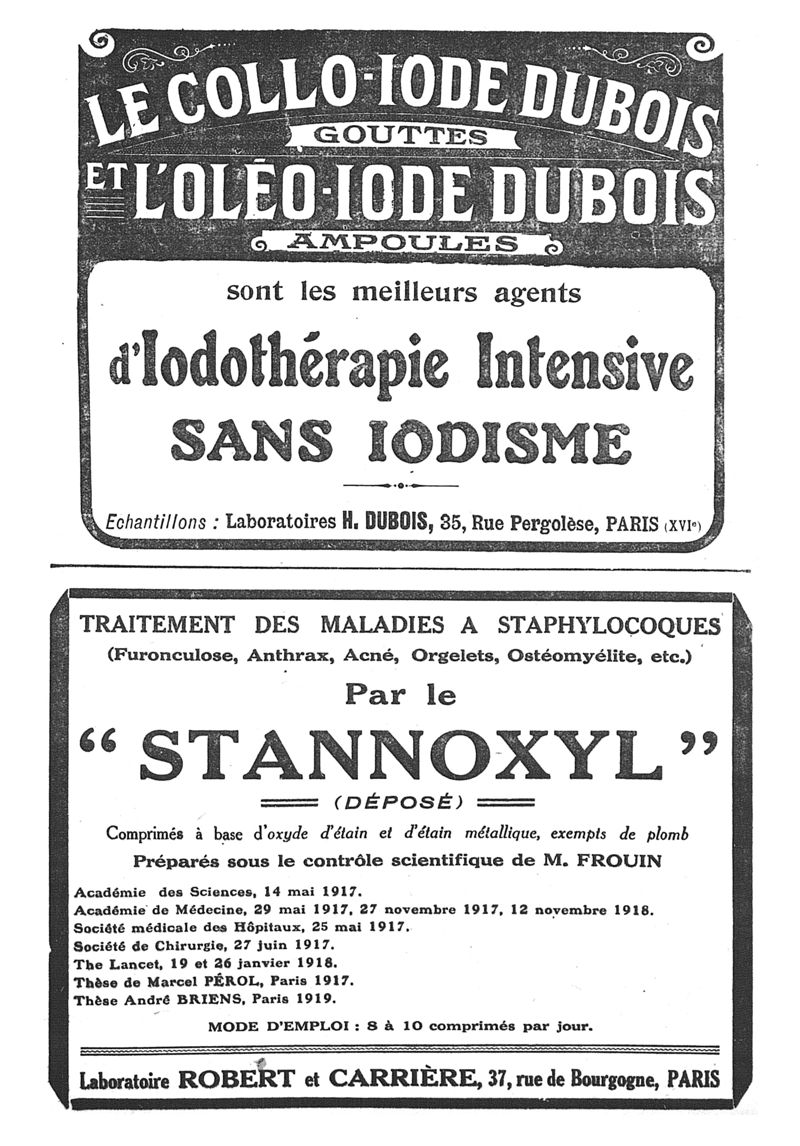 LE COLLO-IODE DUBOIS
GOUTTES
ET L'OLÉO-IODE DUBOIS
AMPOULES
sont les meilleurs agents
d'Iodothérapie Intensive
SANS IODISME
Echantillons : Laboratoires H. DUBOIS, 35, Rue Pergolèse, PARIS (XVIe)
TRAITEMENT DES MALADIES A STAPHYLOCOQUES
(Furonculose, Anthrax, Acné, Orgelets, Ostéomyélite, etc.)
Par le
“ STANNOXYL ”
(DÉPOSÉ)
Comprimés à base d'oxyde d'étain et d'étain métallique, exempts de plomb
Préparés sous le contrôle scientifique de M. FROUIN
Académie des Sciences, 14 mai 1917.
Académie de Médecine, 29 mai 1917, 27 novembre 1917, 12 novembre 1918.
Société médicale des Hôpitaux, 25 mai 1917.
Société de Chirurgie, 27 juin 1917.
The Lancet, 19 et 26 janvier 1918.
Thèse de Marcel PÉROL, Paris 1917.
Thèse André BRIENS, Paris 1919.
MODE D'EMPLOI : 8 à 10 comprimés par jour.
Laboratoire ROBERT et CARRIÈRE, 37, rue de Bourgogne, PARIS